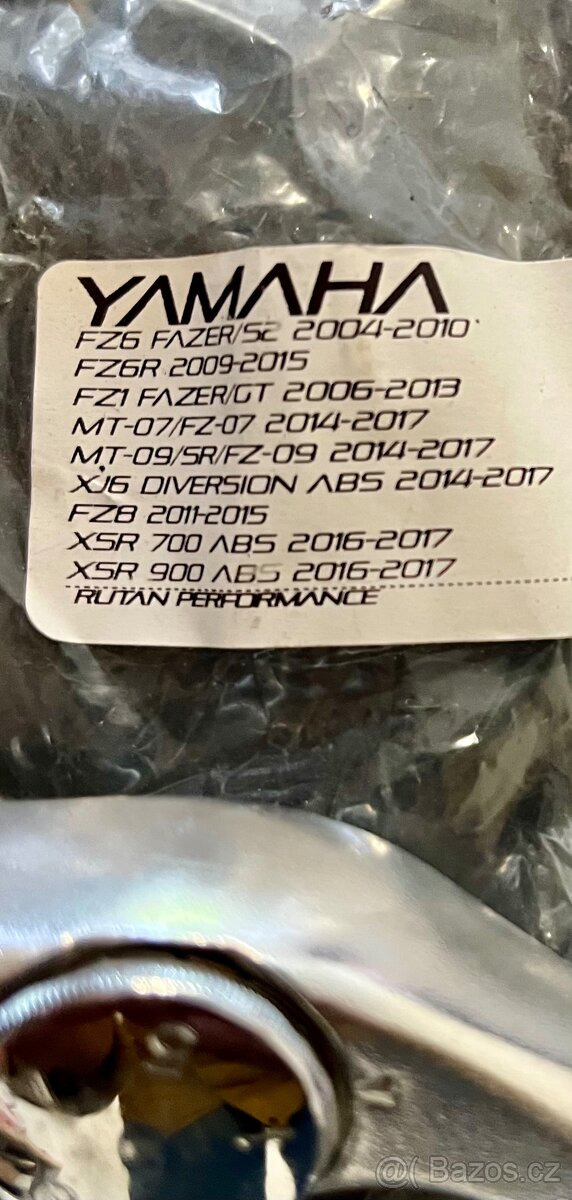 YAMAHA
FZ6 FAZER/S2 2004-2010
FZ6R 2009-2015
FZ1 FAZER/GT 2006-2013
MT-07/FZ-07 2014-2017
MT-09/SR/FZ-09 2014-2017
XJ6 DIVERSION ABS 2014-2017
FZ8 2011-2015
XSR 700 ABS 2016-2017
XSR 900 ABS 2016-2017
RUTAN PERFORMANCE
Bazos.cz